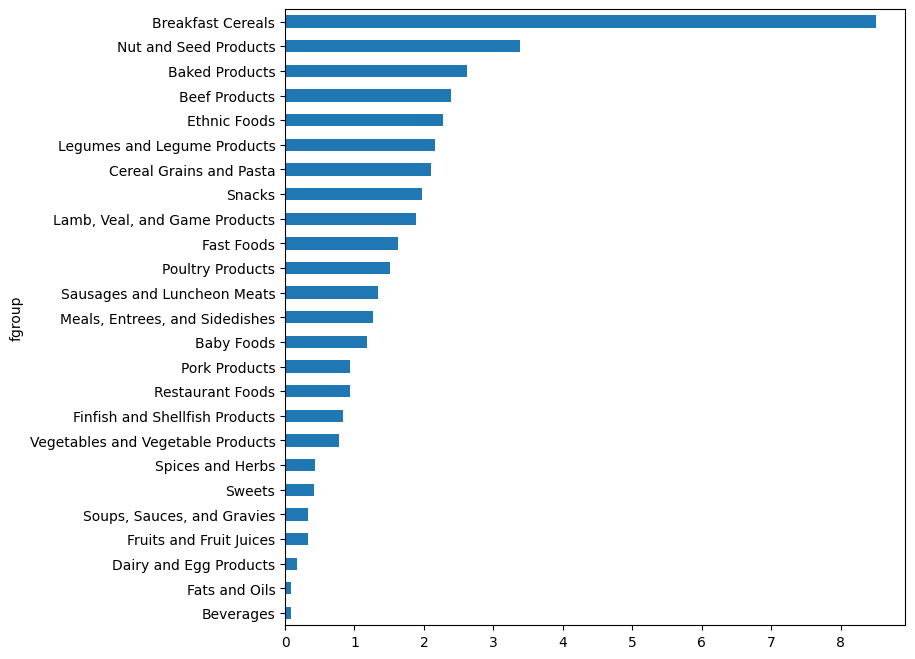 Breakfast Cereals
Nut and Seed Products
Baked Products
Beef Products
Ethnic Foods
Legumes and Legume Products
Cereal Grains and Pasta
Snacks
Lamb, Veal, and Game Products
Fast Foods
Poultry Products
Sausages and Luncheon Meats
Meals, Entrees, and Sidedishes
Baby Foods
Pork Products
Restaurant Foods
Finfish and Shellfish Products
Vegetables and Vegetable Products
Spices and Herbs
Sweets
Soups, Sauces, and Gravies
Fruits and Fruit Juices
Dairy and Egg Products
Fats and Oils
Beverages
fgroup
0 1 2 3 4 5 6 7 8